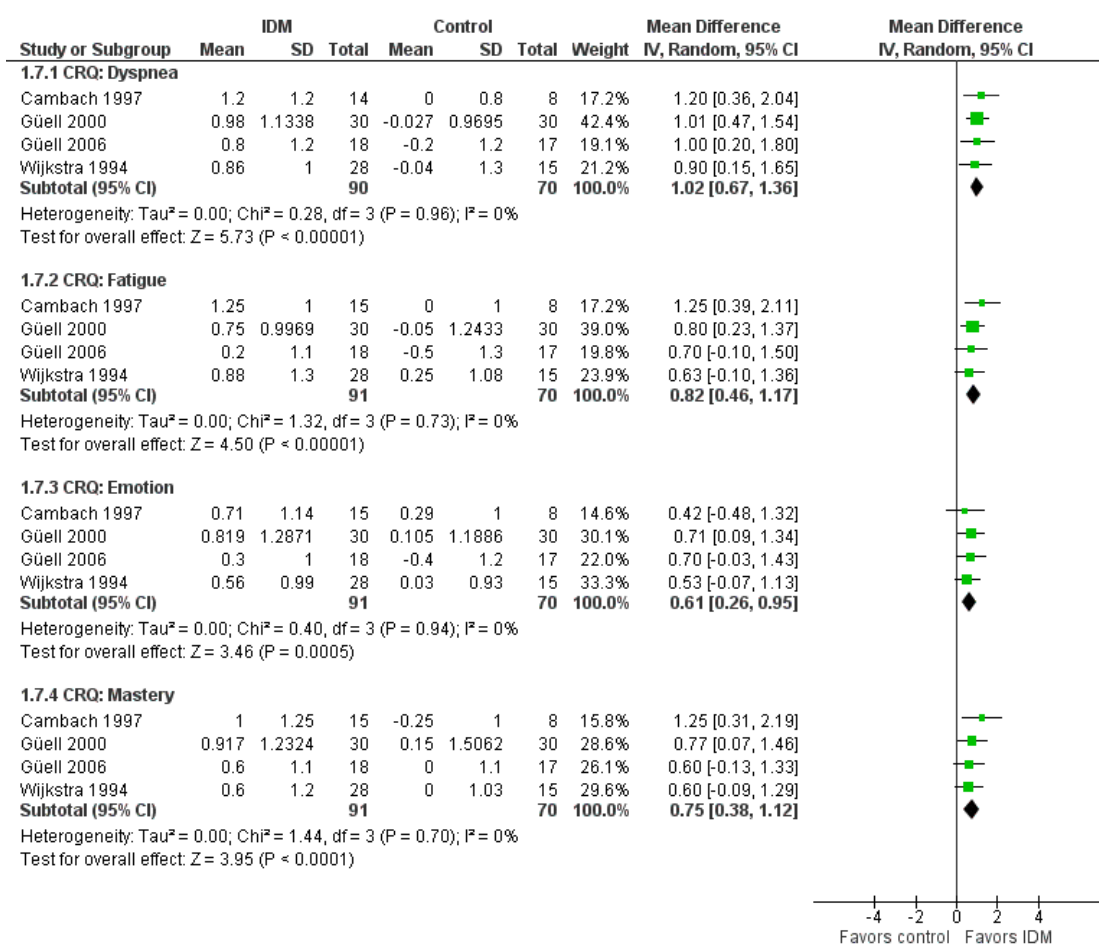 IDM Control Mean Difference Mean Difference
Study or Subgroup Mean SD Total Mean SD Total Weight IV, Random, 95% CI IV, Random, 95% CI
1.7.1 CRQ: Dyspnea
Cambach 1997 1.2 1.2 14 0 0.8 8 17.2% 1.20 [0.36, 2.04]
Güell 2000 0.98 1.1338 30 -0.027 0.9695 30 42.4% 1.01 [0.47, 1.54]
Güell 2006 0.8 1.2 18 -0.2 1.2 17 19.1% 1.00 [0.20, 1.80]
Wijkstra 1994 0.86 1 28 -0.04 1.3 15 21.2% 0.90 [0.15, 1.65]
Subtotal (95% CI) 90 70 100.0% 1.02 [0.67, 1.36]
Heterogeneity: Tau² = 0.00; Chi² = 0.28, df = 3 (P = 0.96); I² = 0%
Test for overall effect: Z = 5.73 (P < 0.00001)
1.7.2 CRQ: Fatigue
Cambach 1997 1.25 1 15 0 1 8 17.2% 1.25 [0.39, 2.11]
Güell 2000 0.75 0.9969 30 -0.05 1.2433 30 39.0% 0.80 [0.23, 1.37]
Güell 2006 0.2 1.1 18 -0.5 1.3 17 19.8% 0.70 [-0.10, 1.50]
Wijkstra 1994 0.88 1.3 28 0.25 1.08 15 23.9% 0.63 [-0.10, 1.36]
Subtotal (95% CI) 91 70 100.0% 0.82 [0.46, 1.17]
Heterogeneity: Tau² = 0.00; Chi² = 1.32, df = 3 (P = 0.73); I² = 0%
Test for overall effect: Z = 4.50 (P < 0.00001)
1.7.3 CRQ: Emotion
Cambach 1997 0.71 1.14 15 0.29 1 8 14.6% 0.42 [-0.48, 1.32]
Güell 2000 0.819 1.2871 30 0.105 1.1886 30 30.1% 0.71 [0.09, 1.34]
Güell 2006 0.3 1 18 -0.4 1.2 17 22.0% 0.70 [-0.03, 1.43]
Wijkstra 1994 0.56 0.99 28 0.03 0.93 15 33.3% 0.53 [-0.07, 1.13]
Subtotal (95% CI) 91 70 100.0% 0.61 [0.26, 0.95]
Heterogeneity: Tau² = 0.00; Chi² = 0.40, df = 3 (P = 0.94); I² = 0%
Test for overall effect: Z = 3.46 (P = 0.0005)
1.7.4 CRQ: Mastery
Cambach 1997 1 1.25 15 -0.25 1 8 15.8% 1.25 [0.31, 2.19]
Güell 2000 0.917 1.2324 30 0.15 1.5062 30 28.6% 0.77 [0.07, 1.46]
Güell 2006 0.6 1.1 18 0 1.1 17 26.1% 0.60 [-0.13, 1.33]
Wijkstra 1994 0.6 1.2 28 0 1.03 15 29.6% 0.60 [-0.09, 1.29]
Subtotal (95% CI) 91 70 100.0% 0.75 [0.38, 1.12]
Heterogeneity: Tau² = 0.00; Chi² = 1.44, df = 3 (P = 0.70); I² = 0%
Test for overall effect: Z = 3.95 (P < 0.0001)
-4 -2 0 2 4
Favors control Favors IDM